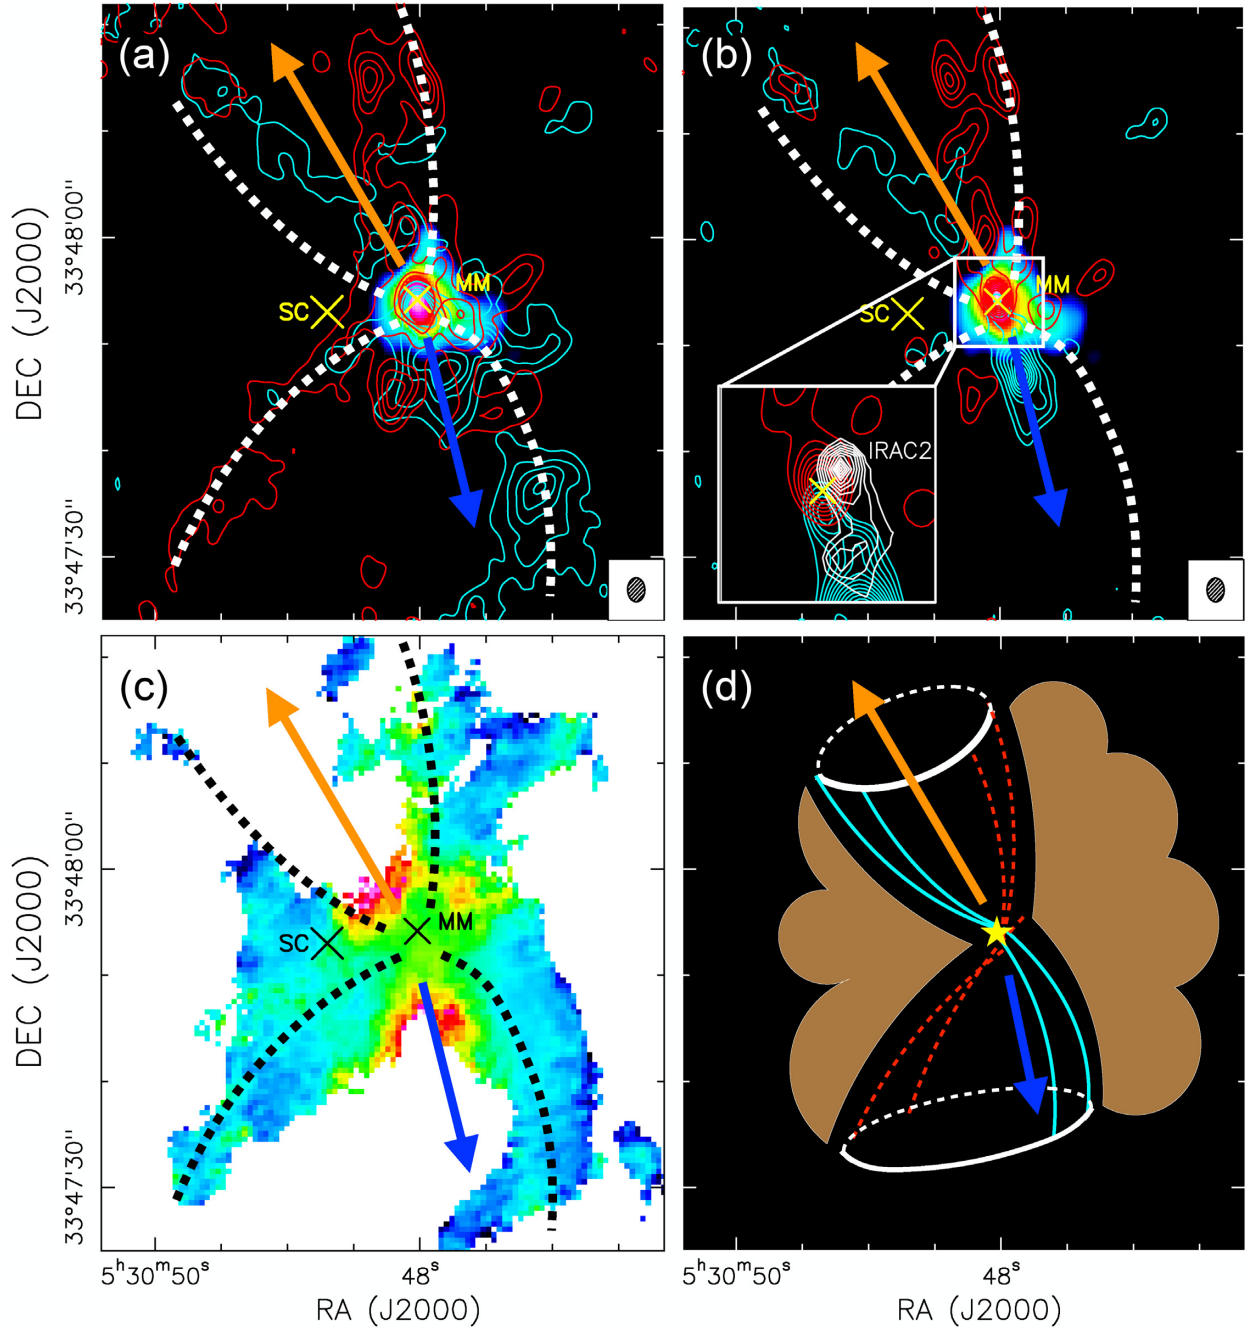 (a)
SC
MM
DEC (J2000)
33°48'00"
33°47'30"
(b)
SC
MM
IRAC2
(c)
SC
MM
DEC (J2000)
33°48'00"
33°47'30"
5ʰ30ᵐ50ˢ
48ˢ
RA (J2000)
(d)
5ʰ30ᵐ50ˢ
48ˢ
RA (J2000)